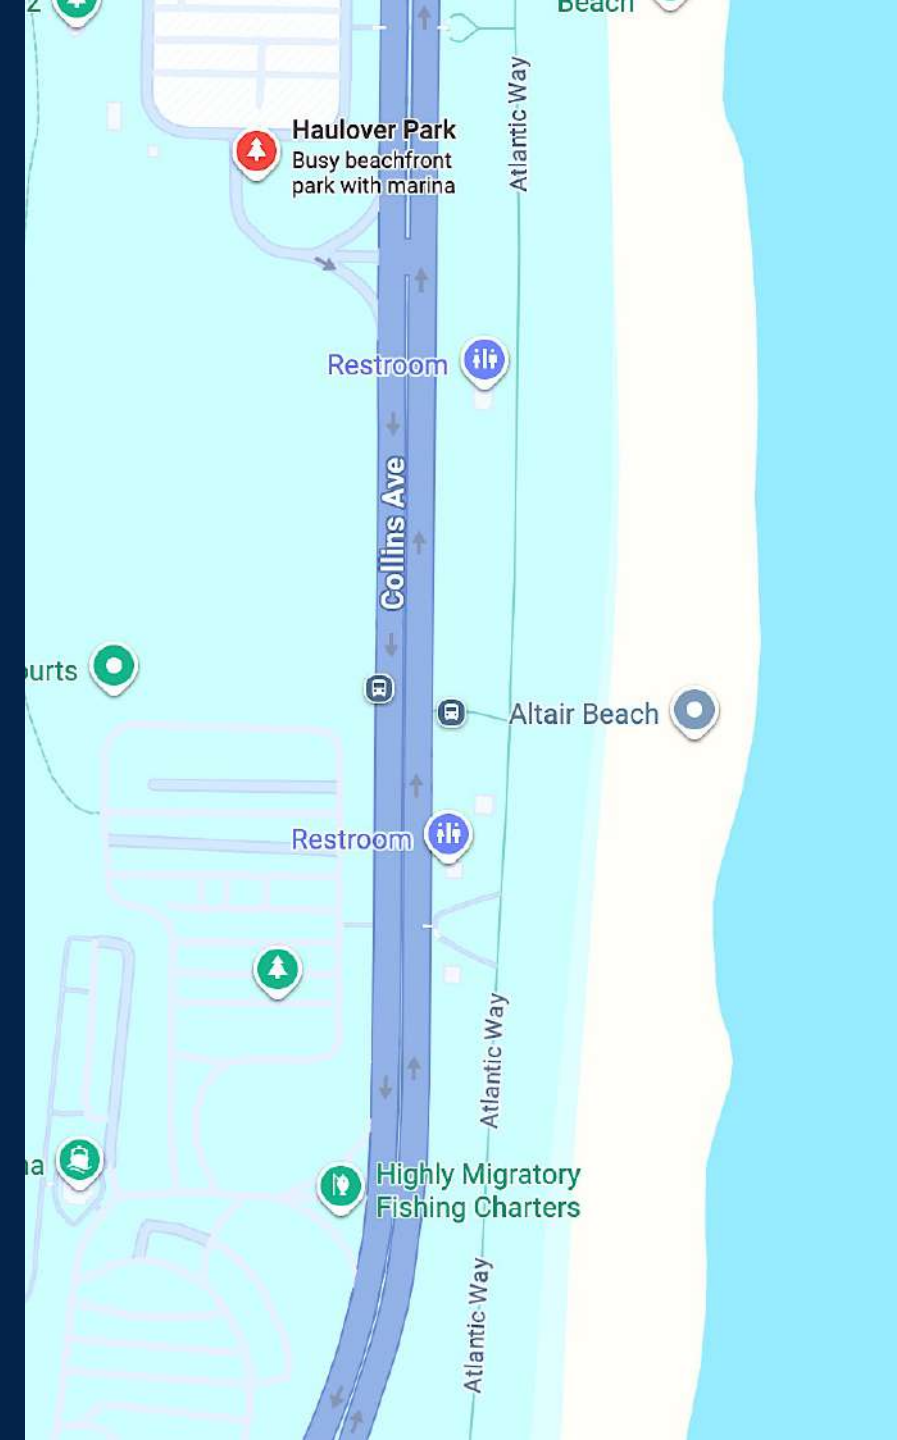 Z
Beach
Atlantic Way
Haulover Park
Busy beachfront
park with marina
Restroom
Collins Ave
urts
Altair Beach
Restroom
Atlantic Way
na
Highly Migratory
Fishing Charters
Atlantic Way